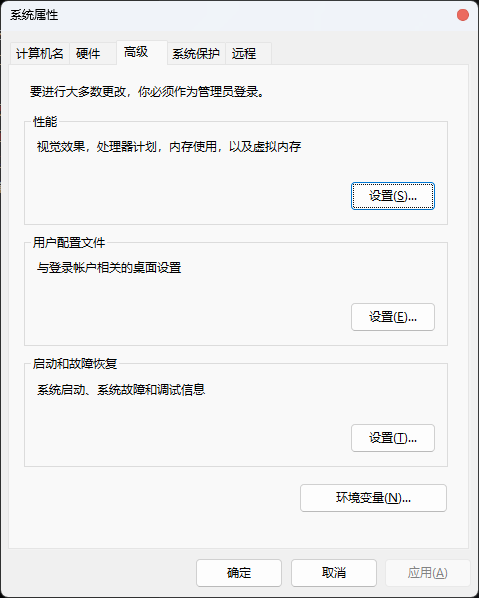 系统属性
计算机名 硬件 高级 系统保护 远程
要进行大多数更改，你必须作为管理员登录。
性能
视觉效果，处理器计划，内存使用，以及虚拟内存
设置(S)...
用户配置文件
与登录帐户相关的桌面设置
设置(E)...
启动和故障恢复
系统启动、系统故障和调试信息
设置(T)...
环境变量(N)...
确定 取消 应用(A)